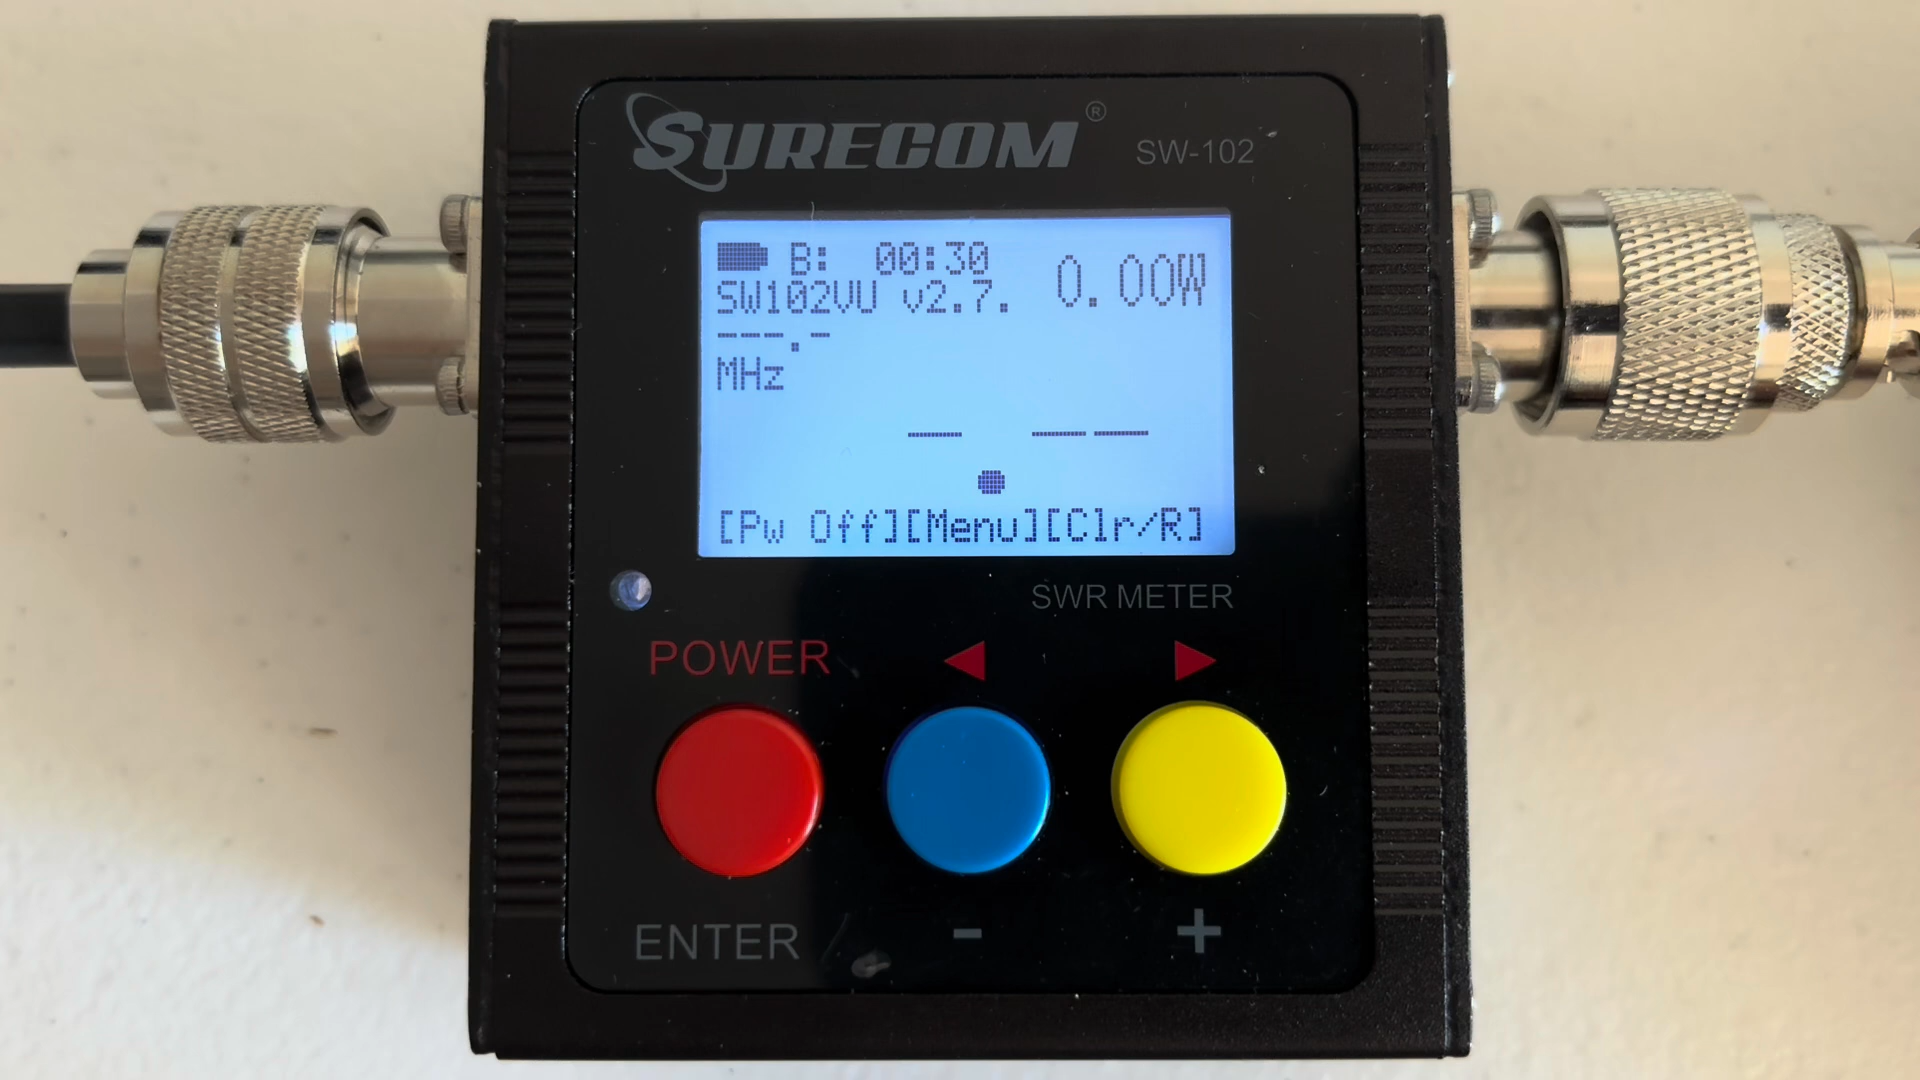 SURECOM® SW-102
B: 00:30 0.00W
SW102VU v2.7.
---.-
MHz
-.--
[Pw Off][Menu][Clr/R]
SWR METER
POWER ◀ ▶
ENTER - +